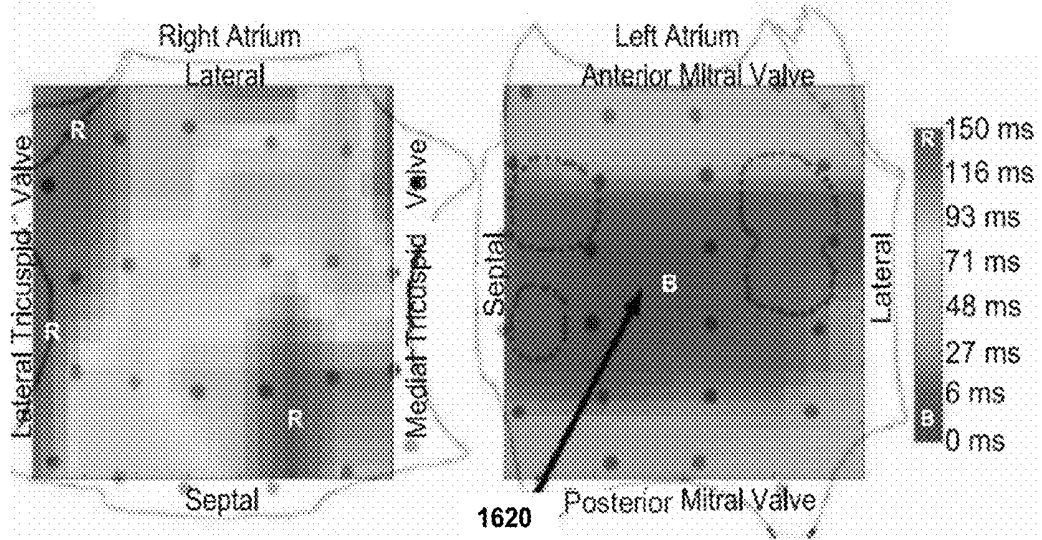 Right Atrium
Lateral
Lateral Tricuspid Valve
Medial Tricuspid Valve
Septal
R
R
R
Left Atrium
Anterior Mitral Valve
Septal
Lateral
B
Posterior Mitral Valve
1620
R
B
150 ms
116 ms
93 ms
71 ms
48 ms
27 ms
6 ms
0 ms